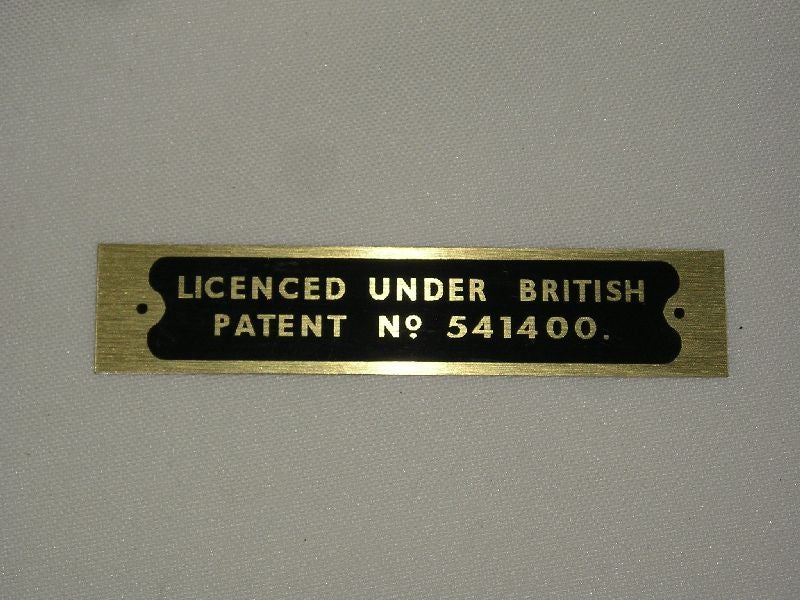 LICENCED UNDER BRITISH
PATENT Nº 541400.